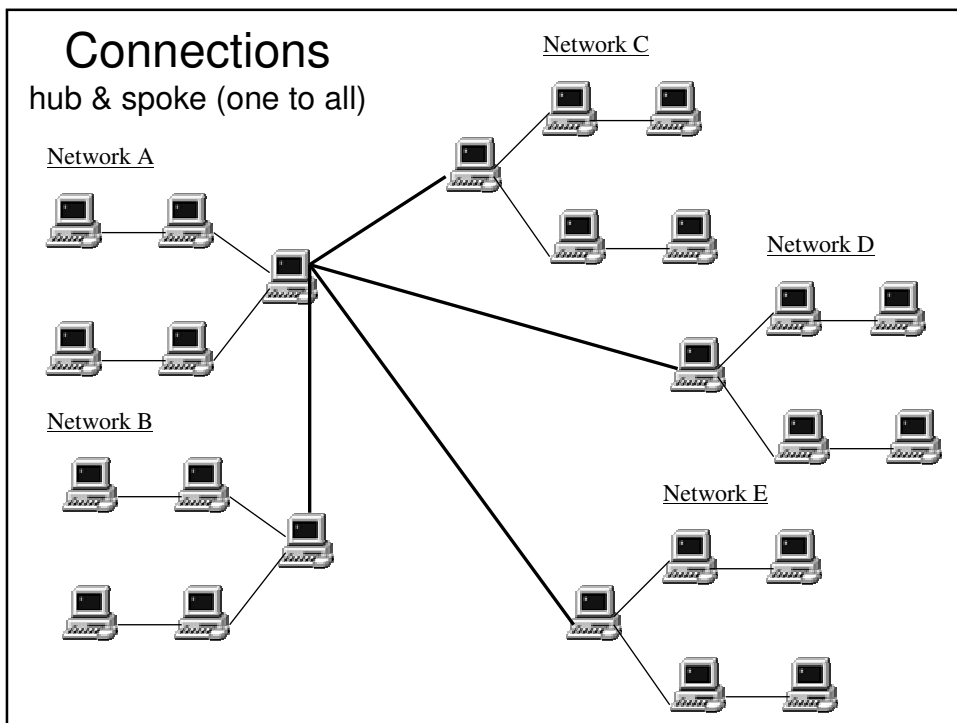 Connections
hub & spoke (one to all)
Network A
Network B
Network C
Network D
Network E